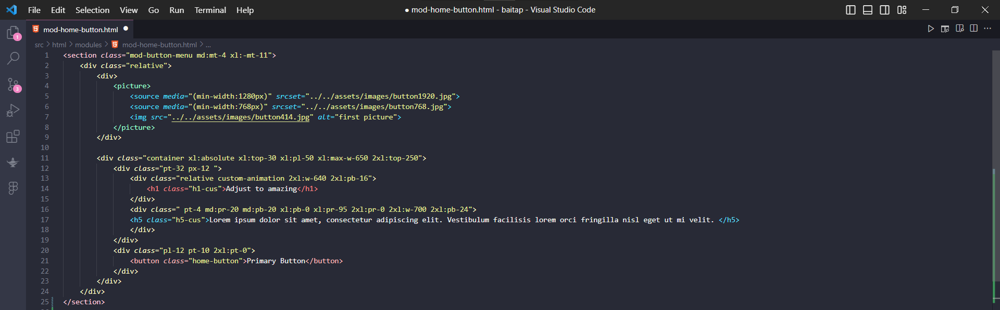 File Edit Selection View Go Run Terminal Help
● mod-home-button.html - baitap - Visual Studio Code
mod-home-button.html ●
src > html > modules > mod-home-button.html > ...
1 <section class="mod-button-menu md:mt-4 xl:-mt-11">
2 <div class="relative">
3 <div>
4 <picture>
5 <source media="(min-width:1280px)" srcset="../../assets/images/button1920.jpg">
6 <source media="(min-width:768px)" srcset="../../assets/images/button768.jpg">
7 <img src="../../assets/images/button414.jpg" alt="first picture">
8 </picture>
9 </div>
10
11 <div class="container xl:absolute xl:top-30 xl:pl-50 xl:max-w-650 2xl:top-250">
12 <div class="pt-32 px-12 ">
13 <div class="relative custom-animation 2xl:w-640 2xl:pb-16">
14 <h1 class="h1-cus">Adjust to amazing</h1>
15 </div>
16 <div class=" pt-4 md:pr-20 md:pb-20 xl:pb-0 xl:pr-95 2xl:pr-0 2xl:w-700 2xl:pb-24">
17 <h5 class="h5-cus">Lorem ipsum dolor sit amet, consectetur adipiscing elit. Vestibulum facilisis lorem orci fringilla nisl eget ut mi velit. </h5>
18 </div>
19 </div>
20 <div class="pl-12 pt-10 2xl:pt-0">
21 <button class="home-button">Primary Button</button>
22 </div>
23 </div>
24 </div>
25 </section>
1
3